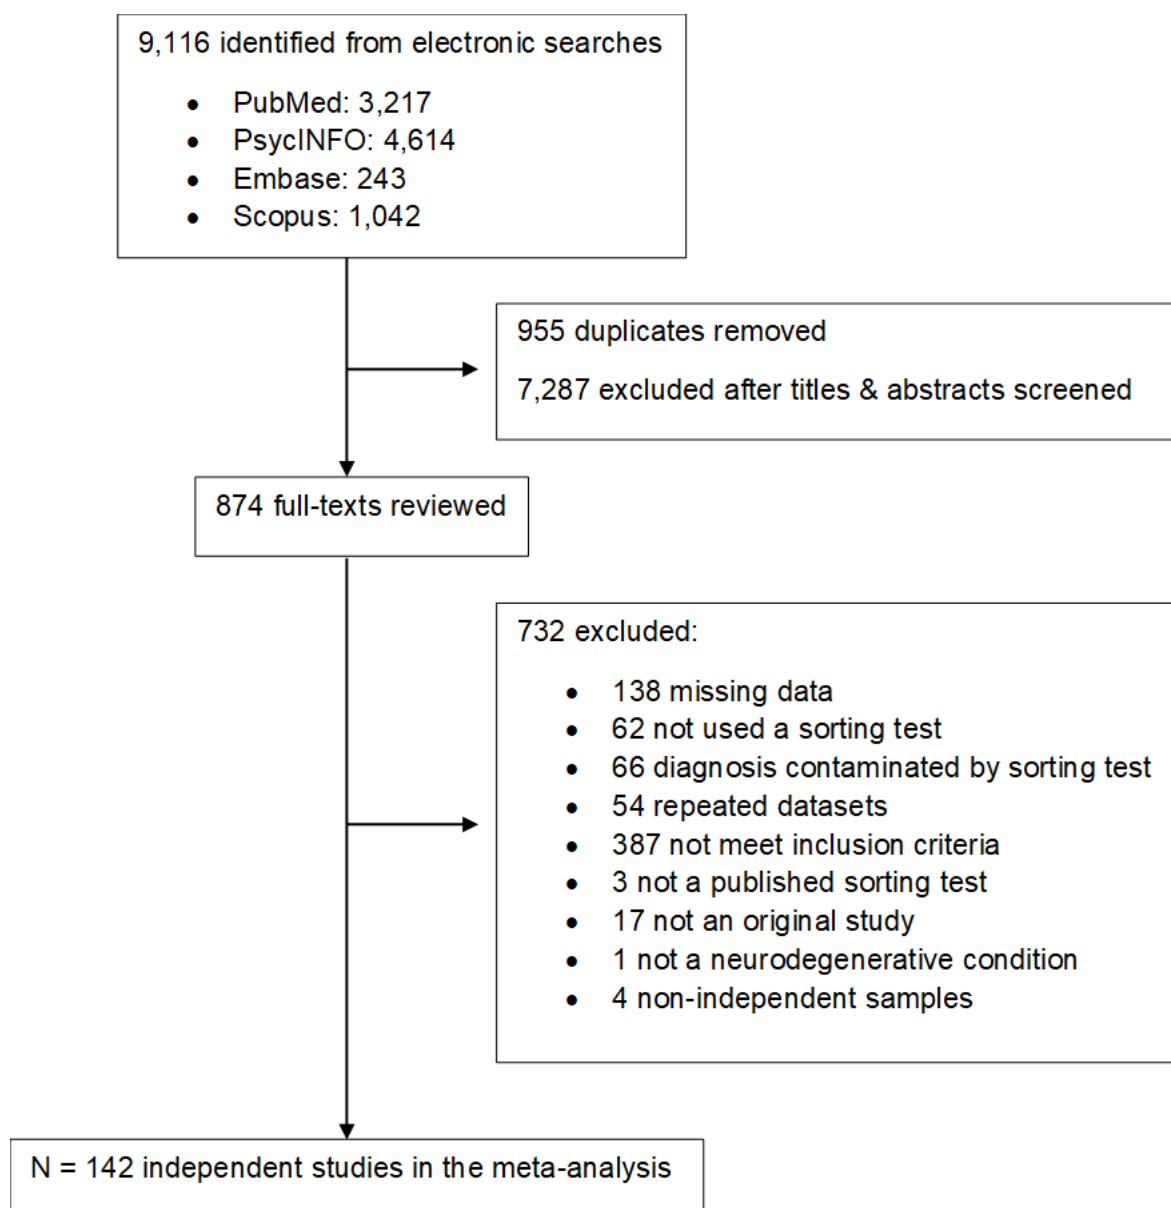 9,116 identified from electronic searches
• PubMed: 3,217
• PsycINFO: 4,614
• Embase: 243
• Scopus: 1,042
955 duplicates removed
7,287 excluded after titles & abstracts screened
874 full-texts reviewed
732 excluded:
• 138 missing data
• 62 not used a sorting test
• 66 diagnosis contaminated by sorting test
• 54 repeated datasets
• 387 not meet inclusion criteria
• 3 not a published sorting test
• 17 not an original study
• 1 not a neurodegenerative condition
• 4 non-independent samples
N = 142 independent studies in the meta-analysis